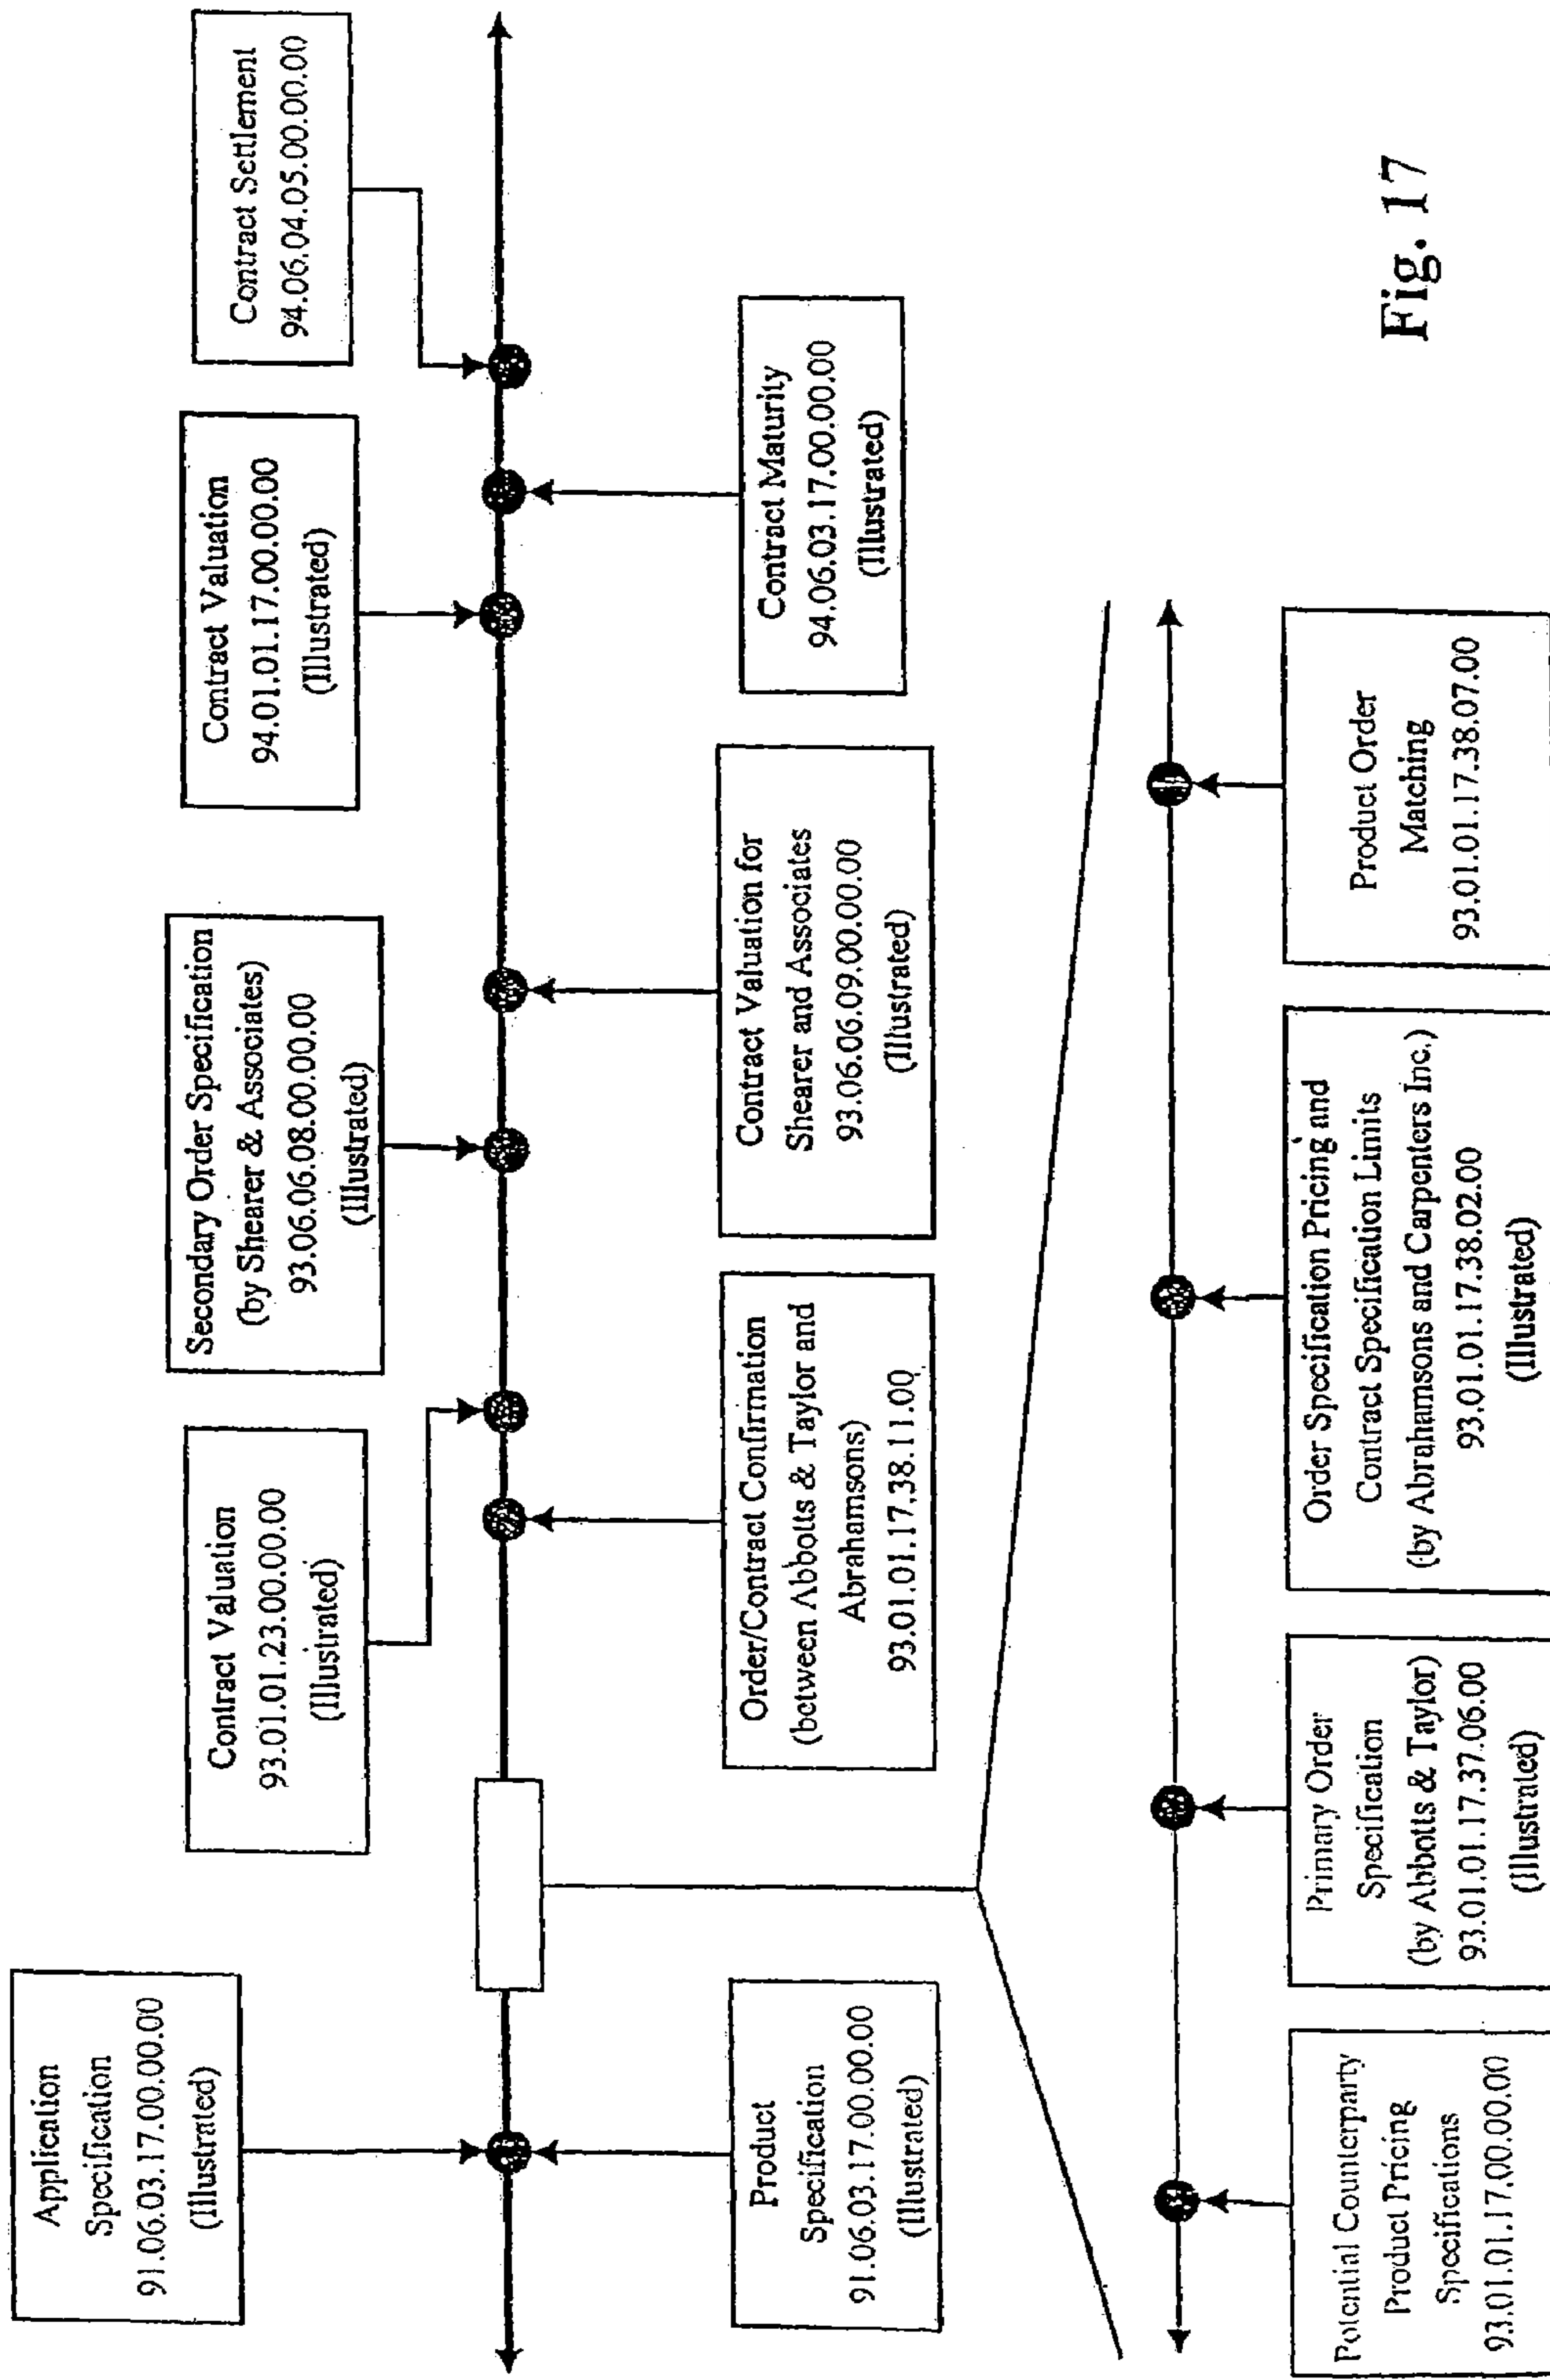 Application
Specification
91.06.03.17.00.00.00
(Illustrated)
Contract Valuation
93.01.01.23.00.00.00
(Illustrated)
Secondary Order Specification
(by Shearer & Associates)
93.06.06.08.00.00.00
(Illustrated)
Contract Valuation
94.01.01.17.00.00.00
(Illustrated)
Contract Settlement
94.06.04.05.00.00.00
Product
Specification
91.06.03.17.00.00.00
(Illustrated)
Order/Contract Confirmation
(between Abbotts & Taylor and
Abrahamsons)
93.01.01.17.38.11.00
Contract Valuation for
Shearer and Associates
93.06.06.09.00.00.00
(Illustrated)
Contract Maturity
94.06.03.17.00.00.00
(Illustrated)
Potential Counterparty
Product Pricing
Specifications
93.01.01.17.00.00.00
Primary Order
Specification
(by Abbotts & Taylor)
93.01.01.17.37.06.00
(Illustrated)
Order Specification Pricing and
Contract Specification Limits
(by Abrahamsons and Carpenters Inc.)
93.01.01.17.38.02.00
(Illustrated)
Product Order
Matching
93.01.01.17.38.07.00
Fig. 17